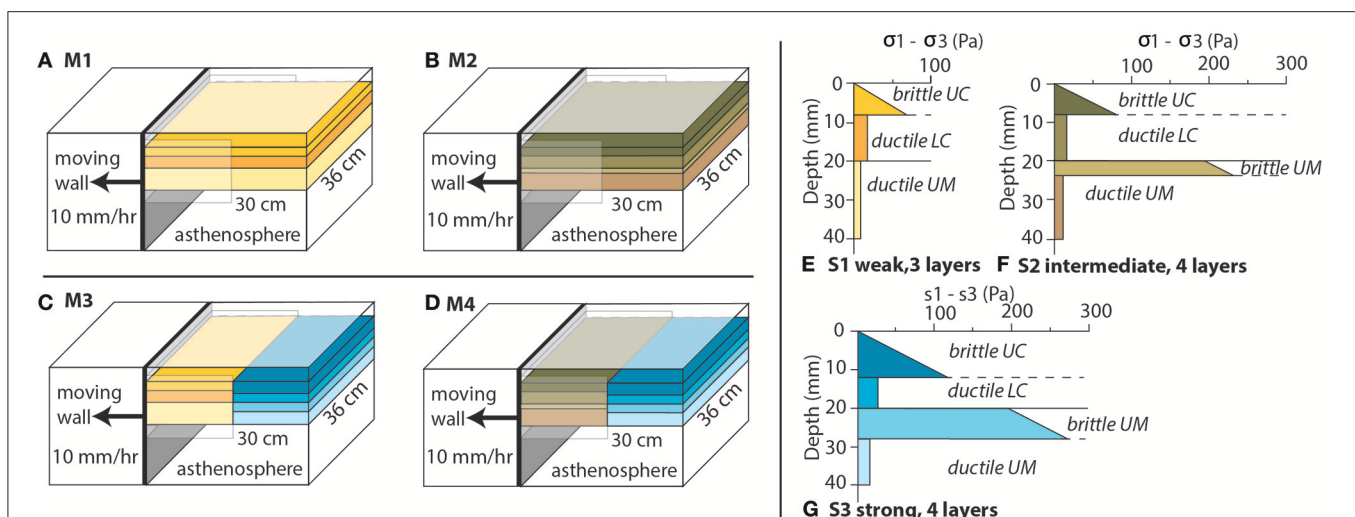 A M1
moving
wall
10 mm/hr
30 cm
36 cm
asthenosphere
B M2
moving
wall
10 mm/hr
30 cm
36 cm
asthenosphere
C M3
moving
wall
10 mm/hr
30 cm
36 cm
asthenosphere
D M4
moving
wall
10 mm/hr
30 cm
36 cm
asthenosphere
σ1 - σ3 (Pa)
100
0
10
20
30
40
Depth (mm)
brittle UC
ductile LC
ductile UM
E S1 weak,3 layers
σ1 - σ3 (Pa)
100 200 300
0
10
20
30
40
Depth (mm)
brittle UC
ductile LC
brittle UM
ductile UM
F S2 intermediate, 4 layers
s1 - s3 (Pa)
100 200 300
0
10
20
30
40
Depth (mm)
brittle UC
ductile LC
brittle UM
ductile UM
G S3 strong, 4 layers